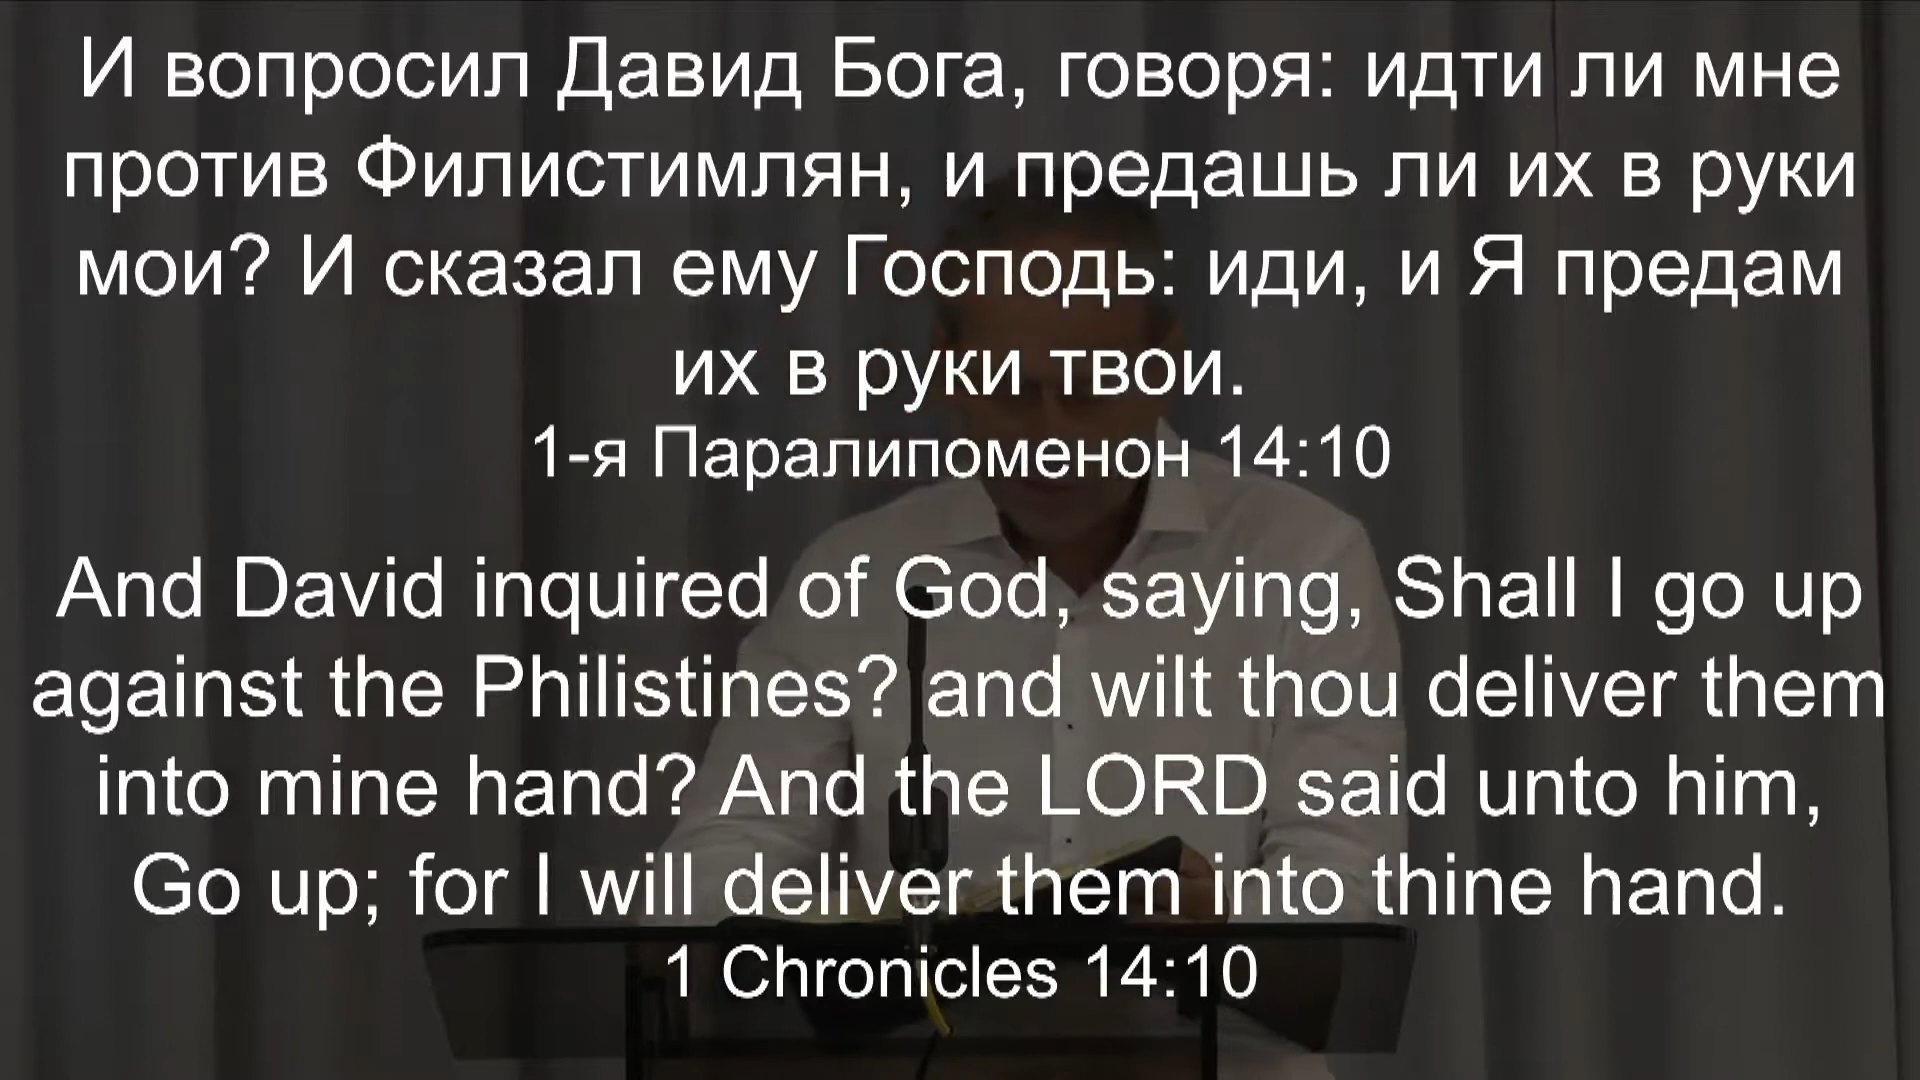 И вопросил Давид Бога, говоря: идти ли мне
против Филистимлян, и предашь ли их в руки
мои? И сказал ему Господь: иди, и Я предам
их в руки твои.
1-я Паралипоменон 14:10
And David inquired of God, saying, Shall I go up
against the Philistines? and wilt thou deliver them
into mine hand? And the LORD said unto him,
Go up; for I will deliver them into thine hand.
1 Chronicles 14:10